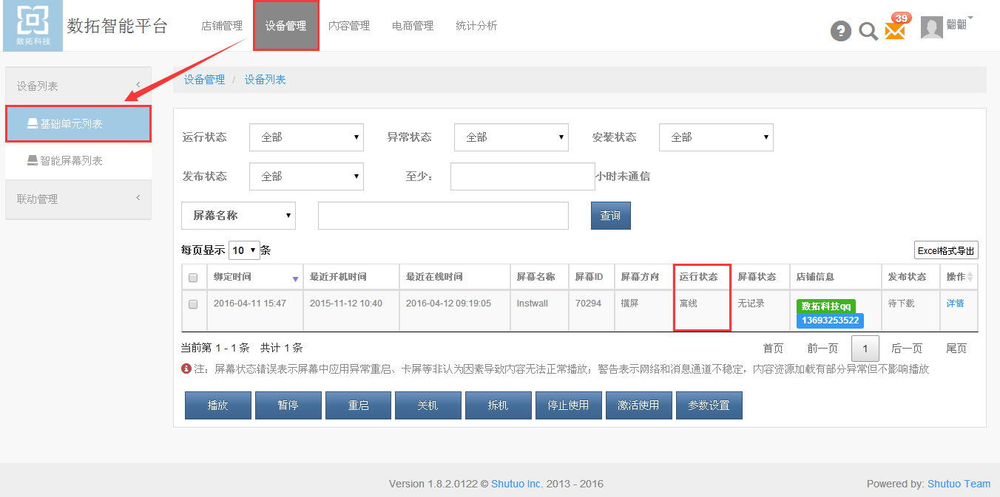 数拓科技
数拓智能平台
店铺管理 设备管理 内容管理 电商管理 统计分析
? 39 翻翻
设备列表
基础单元列表
智能屏幕列表
联动管理
设备管理 / 设备列表
运行状态 全部 异常状态 全部 安装状态 全部
发布状态 全部 至少： 小时未通信
屏幕名称 查询
每页显示 10 条 Excel格式导出
绑定时间 最近开机时间 最近在线时间 屏幕名称 屏幕ID 屏幕方向 运行状态 屏幕状态 店铺信息 发布状态 操作
2016-04-11 15:47 2015-11-12 10:40 2016-04-12 09:19:05 Instwall 70294 横屏 离线 无记录 数拓科技qq 待下载 详情
13693253522
当前第 1 - 1 条 共计 1 条 首页 前一页 1 后一页 尾页
注：屏幕状态错误表示屏幕中应用异常重启、卡屏等非认为因素导致内容无法正常播放；警告表示网络和消息通道不稳定，内容资源加载有部分异常但不影响播放
播放 暂停 重启 关机 拆机 停止使用 激活使用 参数设置
Version 1.8.2.0122 © Shutuo Inc. 2013 - 2016 Powered by: Shutuo Team